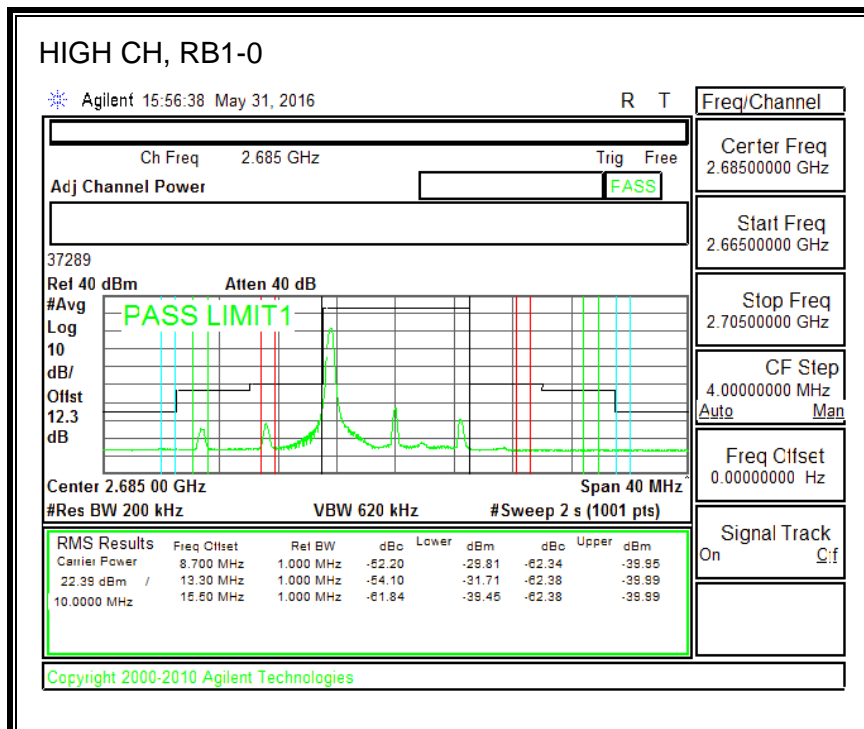 HIGH CH, RB1-0
Agilent 15:56:38 May 31, 2016 R T
Freq/Channel
Ch Freq 2.685 GHz Trig Free
Adj Channel Power PASS
Center Freq
2.68500000 GHz
Start Freq
2.66500000 GHz
37289
Ref 40 dBm Atten 40 dB
#Avg
Log
10
dB/
Offst
12.3
dB
PASS LIMIT1
Stop Freq
2.70500000 GHz
CF Step
4.00000000 MHz
Auto Man
Freq Offset
0.00000000 Hz
Center 2.685 00 GHz Span 40 MHz
#Res BW 200 kHz VBW 620 kHz #Sweep 2 s (1001 pts)
Signal Track
On Off
RMS Results Freq Offset Ref BW dBc Lower dBm dBc Upper dBm
Carrier Power 8.700 MHz 1.000 MHz -52.20 -29.81 -62.34 -39.95
22.39 dBm / 13.30 MHz 1.000 MHz -54.10 -31.71 -62.38 -39.99
10.0000 MHz 15.50 MHz 1.000 MHz -61.84 -39.45 -62.38 -39.99
Copyright 2000-2010 Agilent Technologies